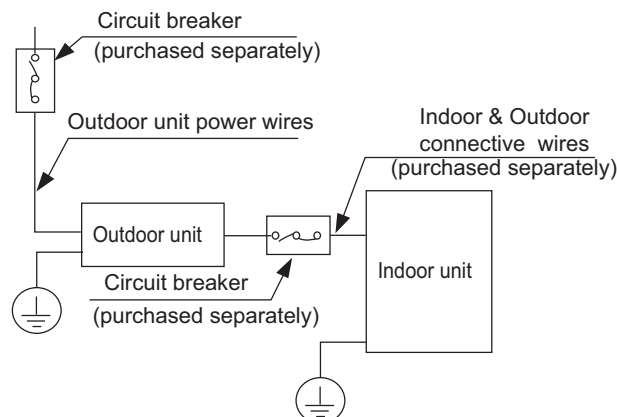 Circuit breaker
(purchased separately)
Outdoor unit power wires
Indoor & Outdoor
connective wires
(purchased separately)
Outdoor unit
Indoor unit
Circuit breaker
(purchased separately)